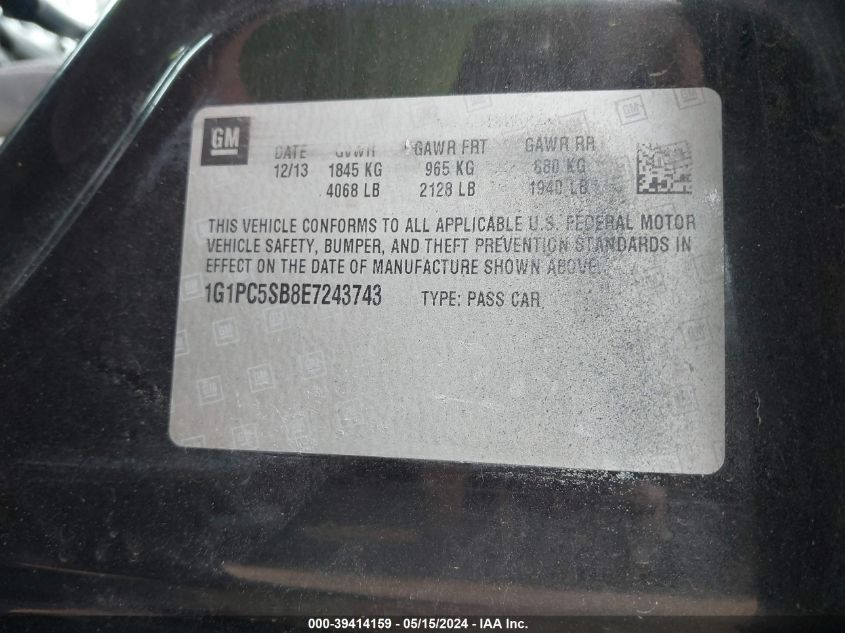 GM
DATE GVWR GAWR FRT GAWR RR
12/13 1845 KG 965 KG 880 KG
4068 LB 2128 LB 1940 LB
THIS VEHICLE CONFORMS TO ALL APPLICABLE U.S. FEDERAL MOTOR
VEHICLE SAFETY, BUMPER, AND THEFT PREVENTION STANDARDS IN
EFFECT ON THE DATE OF MANUFACTURE SHOWN ABOVE.
1G1PC5SB8E7243743 TYPE: PASS CAR
000-39414159 - 05/15/2024 - IAA Inc.